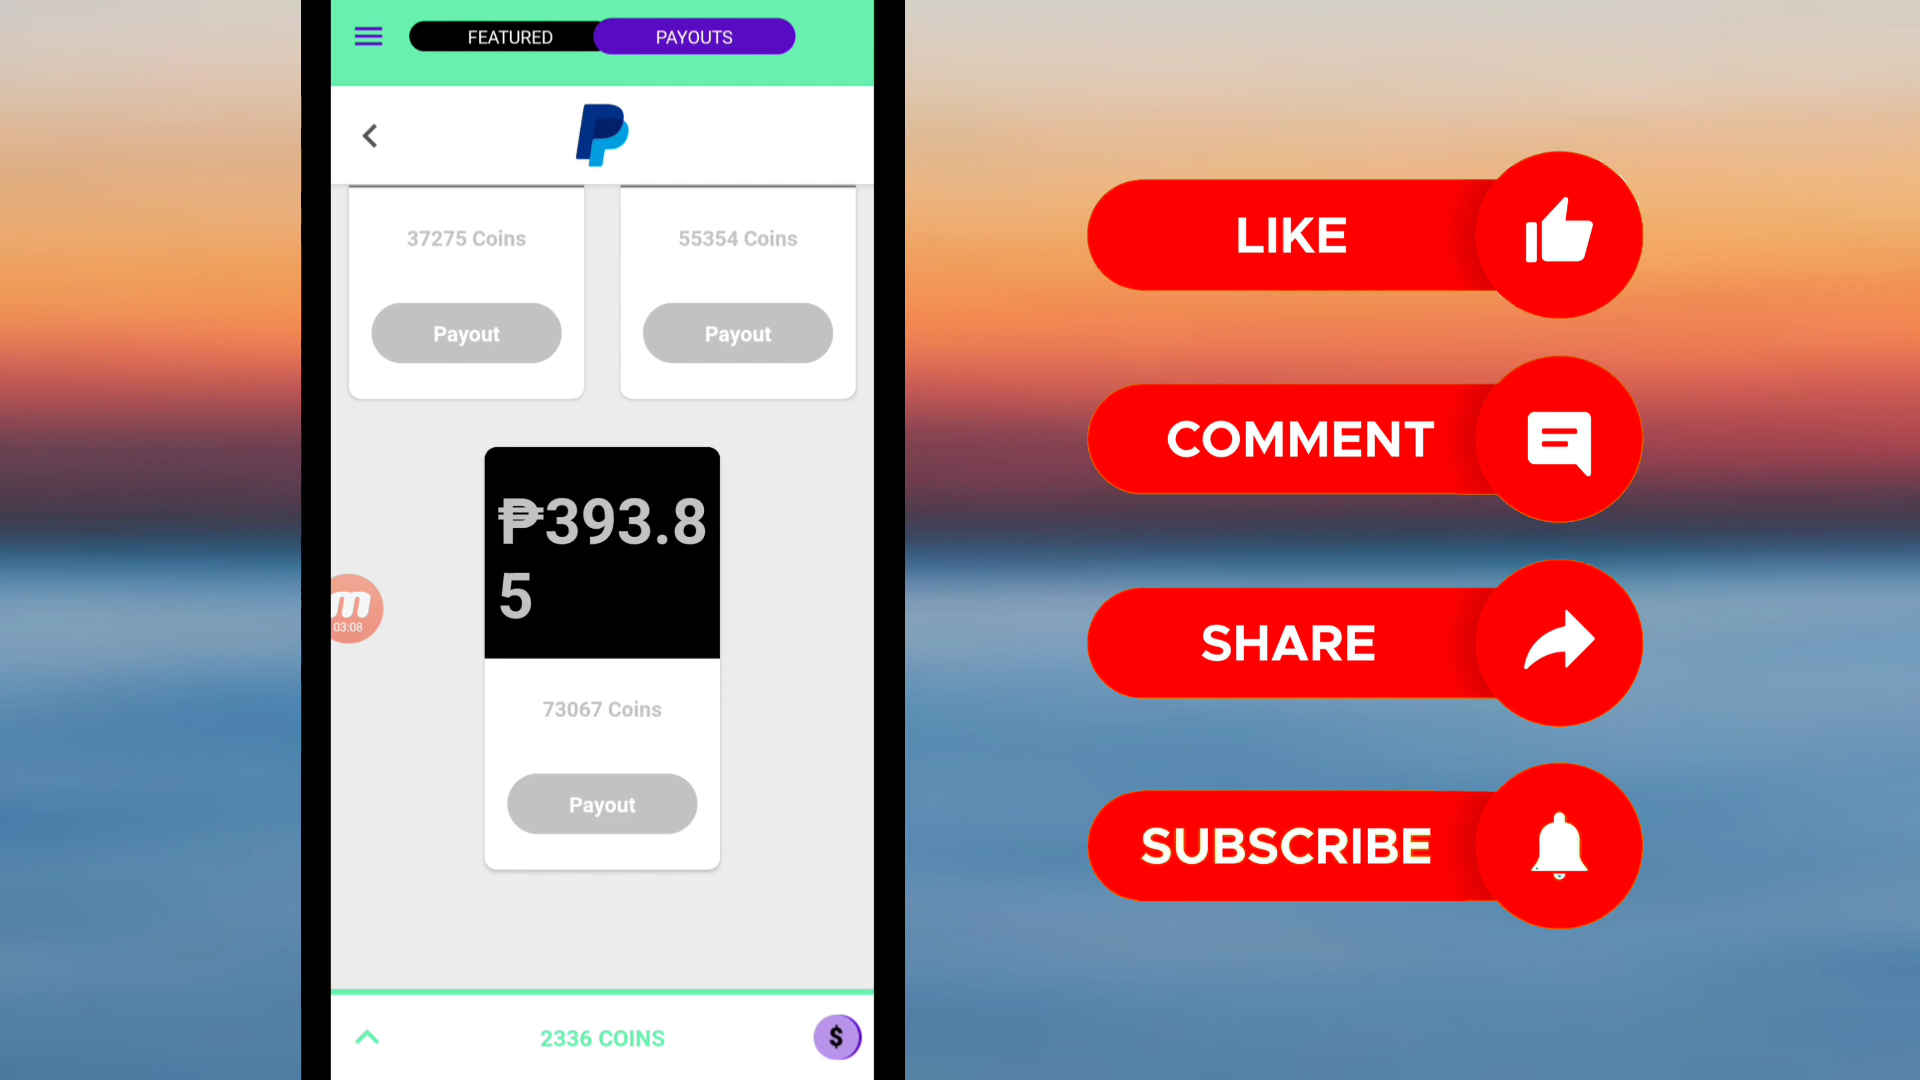 FEATURED
PAYOUTS
37275 Coins
55354 Coins
Payout
Payout
₱393.8
5
73067 Coins
Payout
m
03:08
2336 COINS
$
LIKE
COMMENT
SHARE
SUBSCRIBE